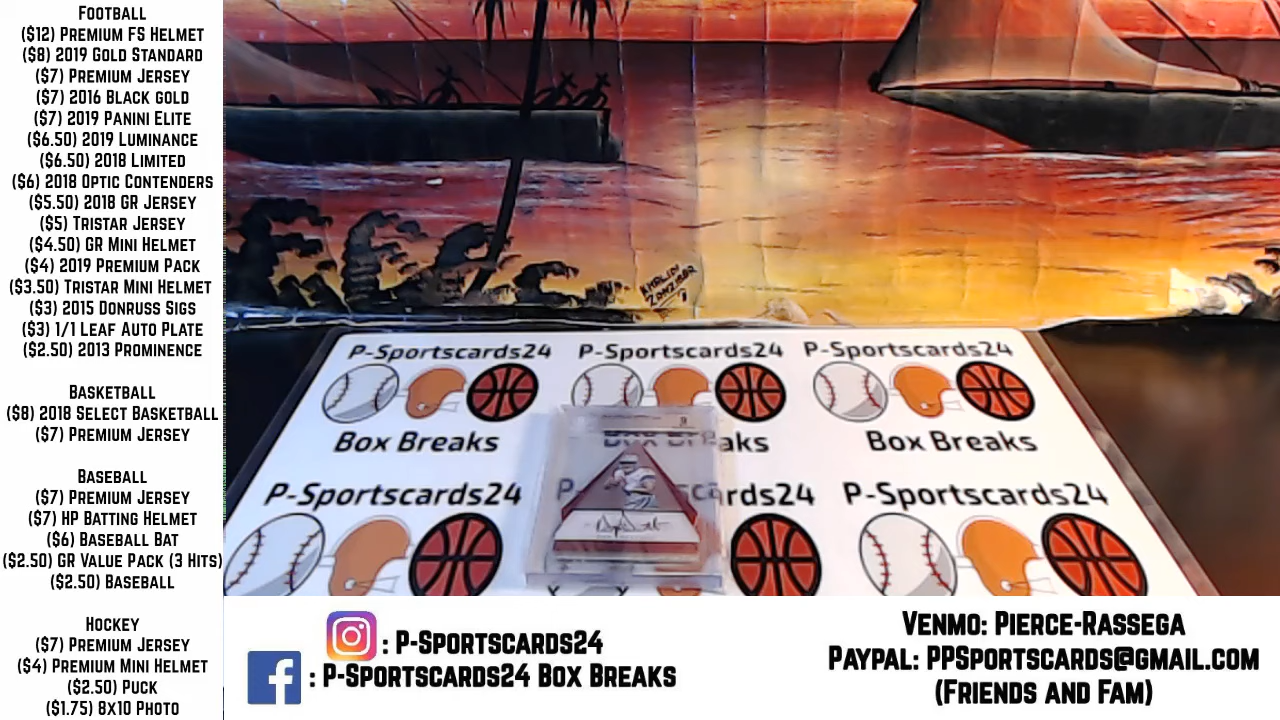 Football
($12) Premium FS Helmet
($8) 2019 Gold Standard
($7) Premium Jersey
($7) 2016 Black gold
($7) 2019 Panini Elite
($6.50) 2019 Luminance
($6.50) 2018 Limited
($6) 2018 Optic Contenders
($5.50) 2018 GR Jersey
($5) Tristar Jersey
($4.50) GR Mini Helmet
($4) 2019 Premium Pack
($3.50) Tristar Mini Helmet
($3) 2015 Donruss Sigs
($3) 1/1 Leaf Auto Plate
($2.50) 2013 Prominence
Basketball
($8) 2018 Select Basketball
($7) Premium Jersey
Baseball
($7) Premium Jersey
($7) HP Batting Helmet
($6) Baseball Bat
($2.50) GR Value Pack (3 Hits)
($2.50) Baseball
Hockey
($7) Premium Jersey
($4) Premium Mini Helmet
($2.50) Puck
($1.75) 8x10 Photo
Khalidi
Zanzibar
P-Sportscards24 P-Sportscards24 P-Sportscards24
9
Box Breaks Box Breaks Box Breaks
P-Sportscards24 P cards24 P-Sportscards24
: P-Sportscards24
: P-Sportscards24 Box Breaks
Venmo: Pierce-Rassega
Paypal: PPSportscards@gmail.com
(Friends and Fam)